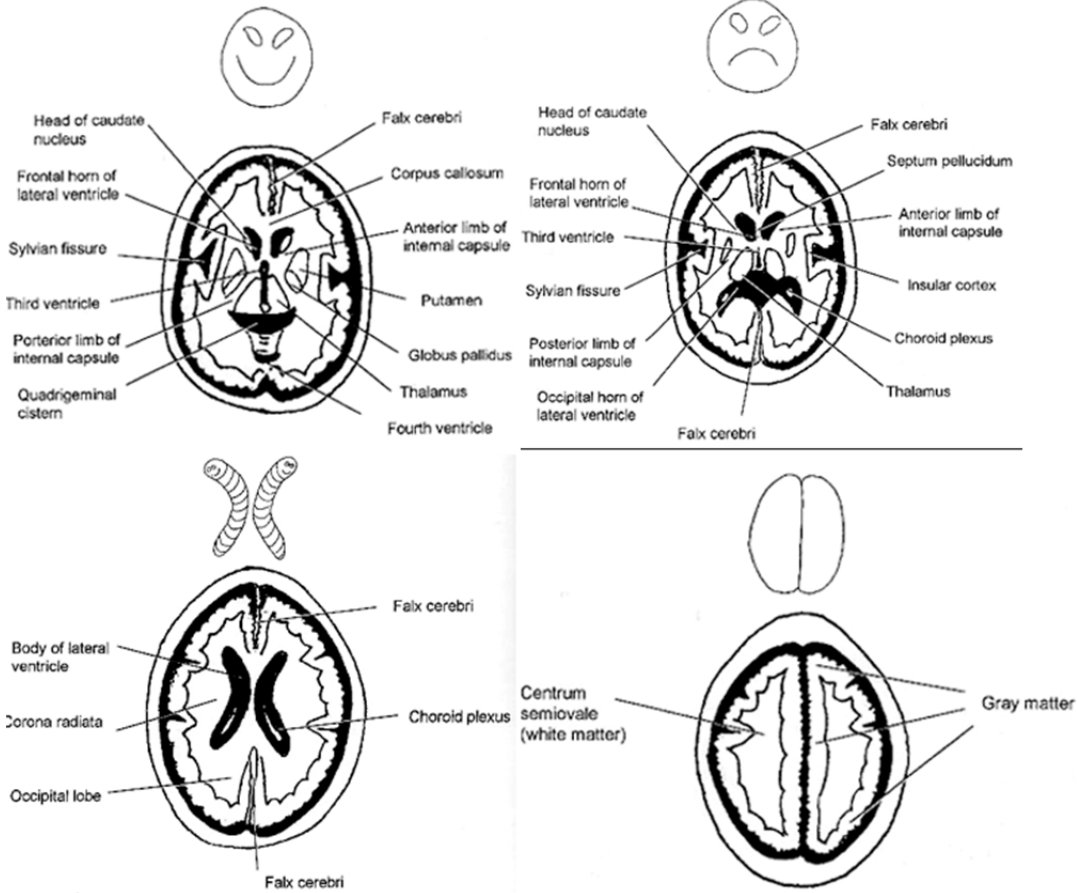 Head of caudate
nucleus
Falx cerebri
Frontal horn of
lateral ventricle
Corpus callosum
Sylvian fissure
Anterior limb of
internal capsule
Third ventricle
Putamen
Porterior limb of
internal capsule
Globus pallidus
Quadrigeminal
cistern
Thalamus
Fourth ventricle
Head of caudate
nucleus
Falx cerebri
Septum pellucidum
Frontal horn of
lateral ventricle
Anterior limb of
internal capsule
Third ventricle
Insular cortex
Sylvian fissure
Choroid plexus
Posterior limb of
internal capsule
Thalamus
Occipital horn of
lateral ventricle
Falx cerebri
Falx cerebri
Body of lateral
ventricle
Corona radiata
Choroid plexus
Occipital lobe
Falx cerebri
Centrum
semiovale
(white matter)
Gray matter